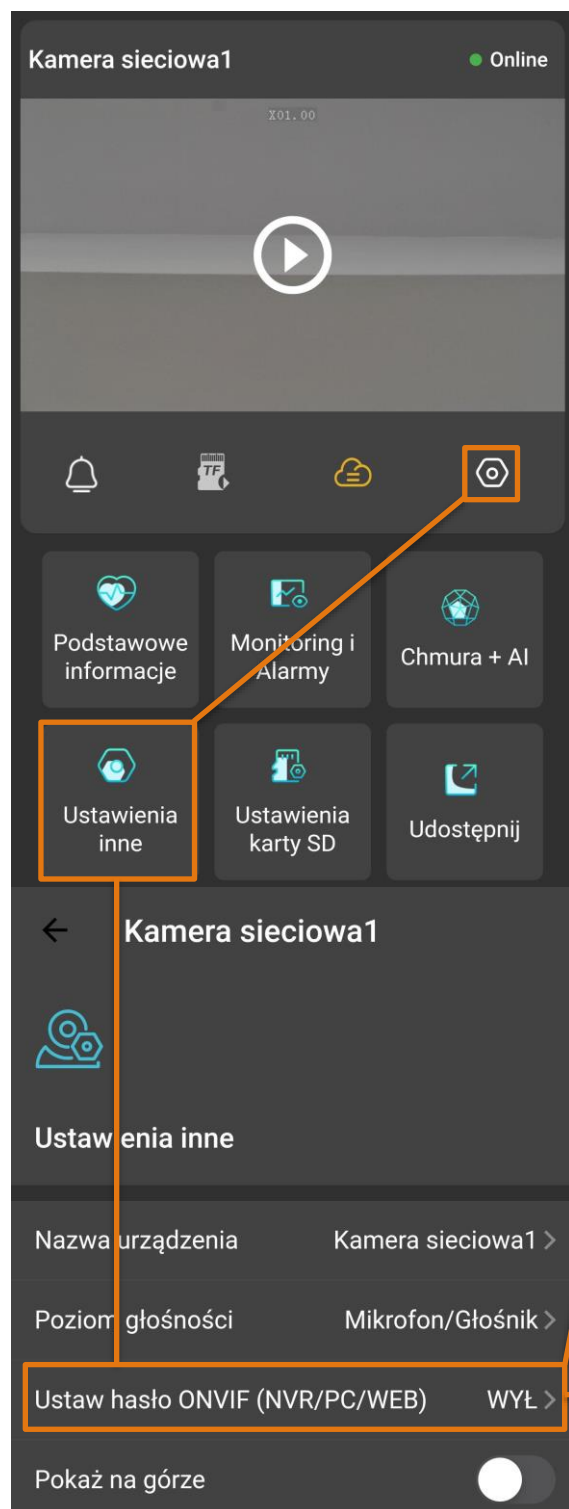 Kamera sieciowa1
Online
X01.00
TF
Podstawowe
informacje
Monitoring i
Alarmy
Chmura + AI
Ustawienia
inne
Ustawienia
karty SD
Udostępnij
Kamera sieciowa1
Ustawienia inne
Nazwa urządzenia Kamera sieciowa1
Poziom głośności Mikrofon/Głośnik
Ustaw hasło ONVIF (NVR/PC/WEB) WYŁ
Pokaż na górze